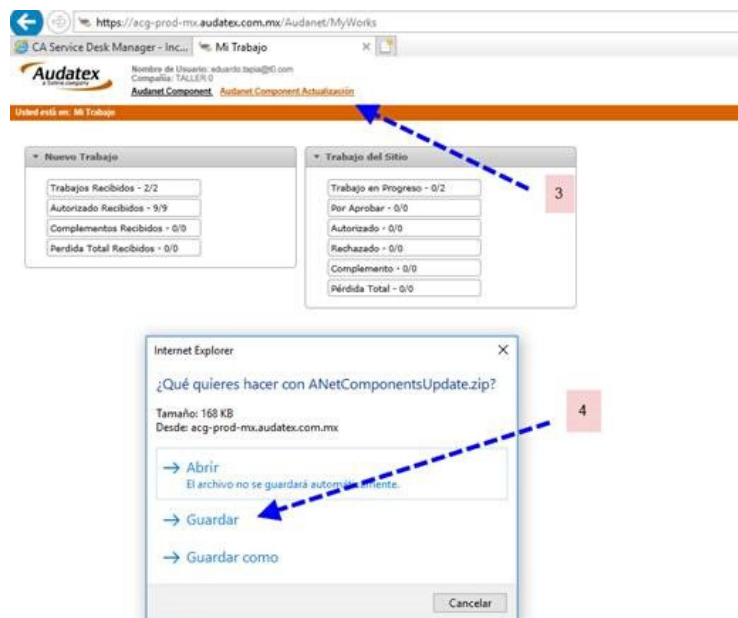 https://acg-prod-mx.audatex.com.mx/Audanet/MyWorks
CA Service Desk Manager - Inc...
Mi Trabajo
Audatex
a Solera company
Nombre de Usuario: eduardo.tapia@t0.com
Compañía: TALLER 0
Audanet Component Audanet Component Actualización
Usted está en: Mi Trabajo
Nuevo Trabajo
Trabajos Recibidos - 2/2
Autorizado Recibidos - 9/9
Complementos Recibidos - 0/0
Perdida Total Recibidos - 0/0
Trabajo del Sitio
Trabajo en Progreso - 0/2
Por Aprobar - 0/0
Autorizado - 0/0
Rechazado - 0/0
Complemento - 0/0
Pérdida Total - 0/0
3
Internet Explorer
¿Qué quieres hacer con ANetComponentsUpdate.zip?
Tamaño: 168 KB
Desde: acg-prod-mx.audatex.com.mx
Abrir
El archivo no se guardará automáticamente.
Guardar
Guardar como
Cancelar
4